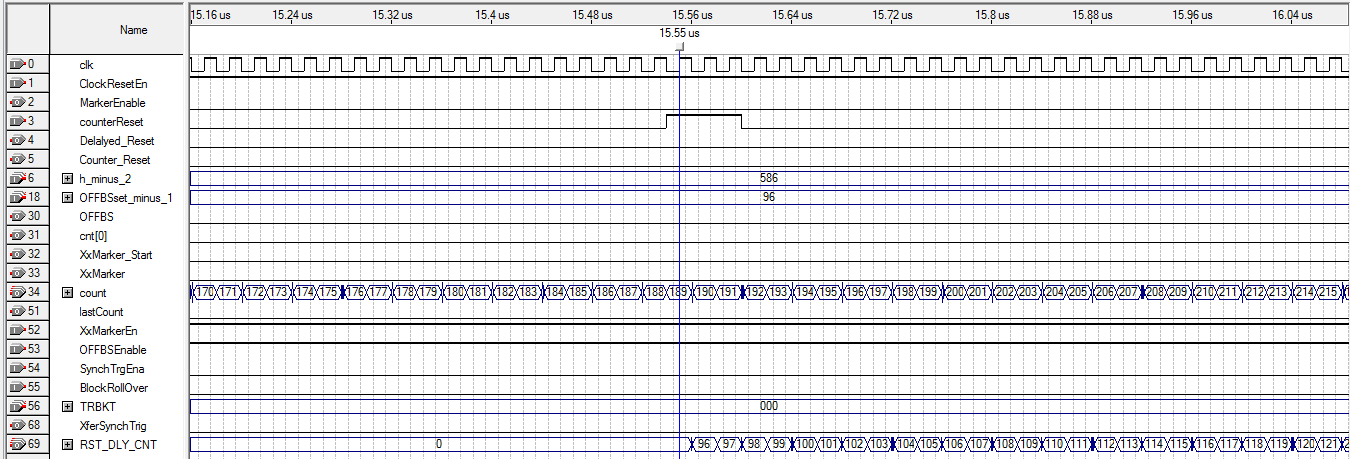 15.16 us 15.24 us 15.32 us 15.4 us 15.48 us 15.56 us 15.64 us 15.72 us 15.8 us 15.88 us 15.96 us 16.04 us
Name
15.55 us
0 clk
1 ClockResetEn
2 MarkerEnable
3 counterReset
4 Delalyed_Reset
5 Counter_Reset
6 h_minus_2 586
18 OFFBSset_minus_1 96
30 OFFBS
31 cnt[0]
32 XxMarker_Start
33 XxMarker
34 count 170 171 172 173 174 175 176 177 178 179 180 181 182 183 184 185 186 187 188 189 190 191 192 193 194 195 196 197 198 199 200 201 202 203 204 205 206 207 208 209 210 211 212 213 214 215
51 lastCount
52 XxMarkerEn
53 OFFBSEnable
54 SynchTrgEna
55 BlockRollOver
56 TRBKT 000
68 XferSynchTrig
69 RST_DLY_CNT 0 96 97 98 99 100 101 102 103 104 105 106 107 108 109 110 111 112 113 114 115 116 117 118 119 120 121